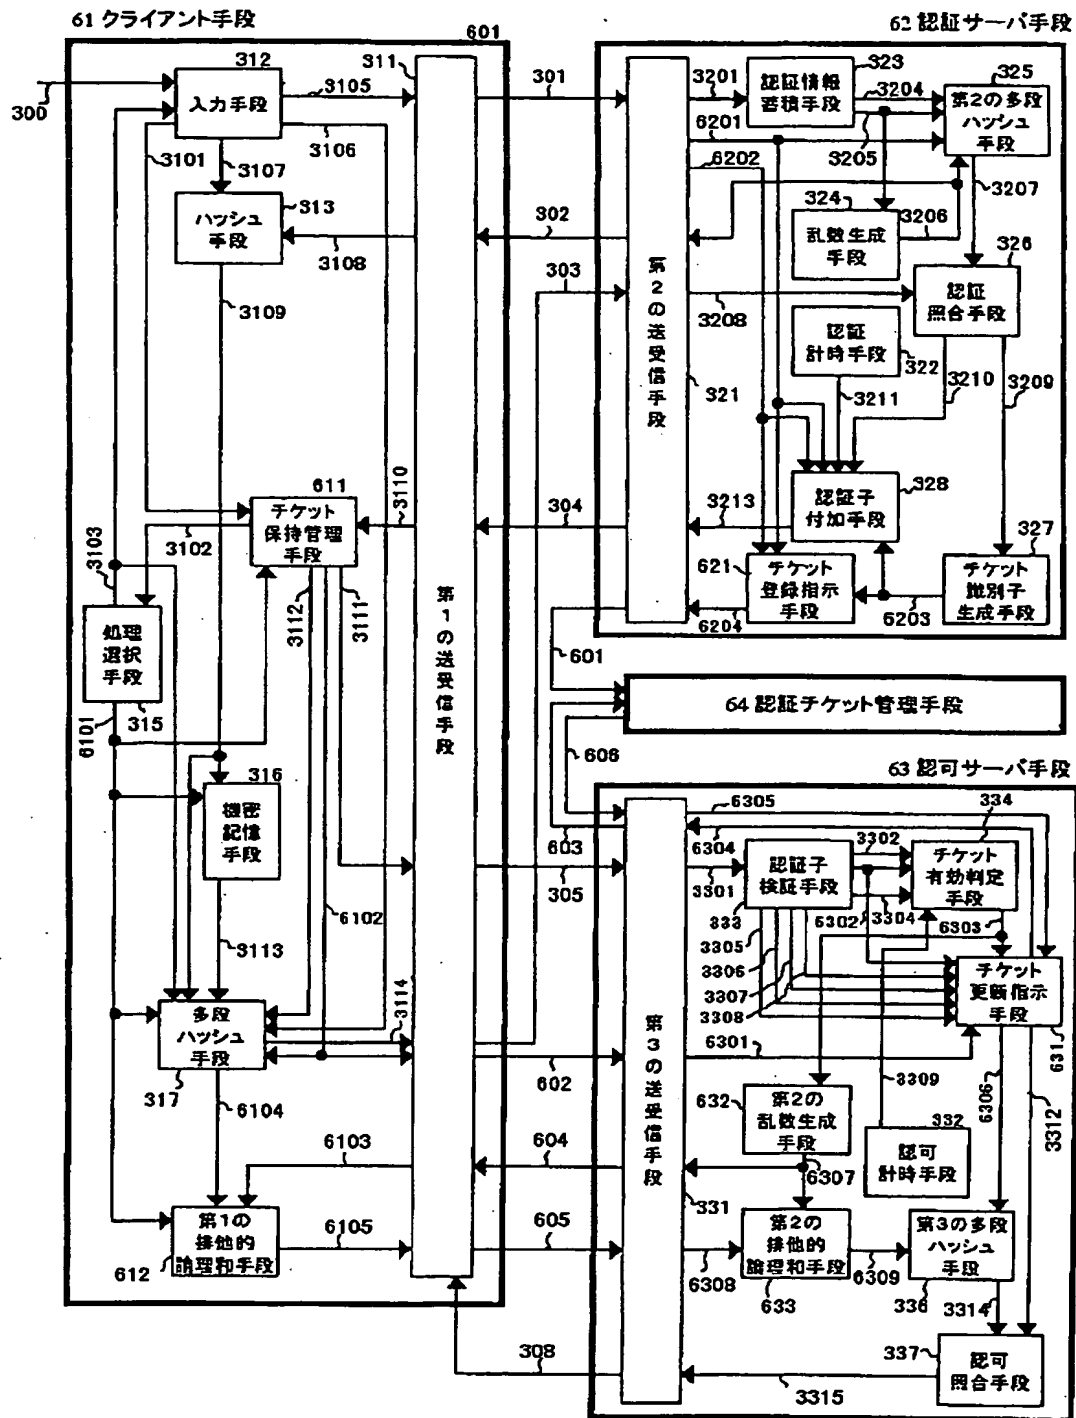 61 クライアント手段
601
62 認証サーバ手段
300
312
入力手段
3105
3106
3101
3107
ハッシュ
手段
313
3108
3109
311
第1の送受信手段
301
302
303
304
3201
6201
6202
323
認証情報
蓄積手段
3204
3205
325
第2の多段
ハッシュ
手段
3207
324
乱数生成
手段
3206
326
認証
照合手段
3208
認証
計時手段
322
3211
3210
3209
第2の送受信手段
321
328
認証子
付加手段
3213
621
チケット
登録指示
手段
6204
6203
327
チケット
識別子
生成手段
611
チケット
保持管理
手段
3110
3102
3103
3112
3111
処理
選択
手段
315
6101
316
機密
記憶
手段
3113
6102
3114
多段
ハッシュ
手段
317
6104
6103
第1の
排他的
論理和手段
612
6105
601
64 認証チケット管理手段
606
603
63 認可サーバ手段
305
602
604
605
308
第3の送受信手段
331
6305
6304
3301
認証子
検証手段
333
3302
6302
3304
334
チケット
有効判定
手段
6303
3305
3306
3307
3308
チケット
更新指示
手段
631
6301
3309
6306
3312
632
第2の
乱数生成
手段
6307
332
認可
計時手段
第2の
排他的
論理和手段
633
6308
6309
第3の多段
ハッシュ
手段
336
3314
337
認可
照合手段
3315